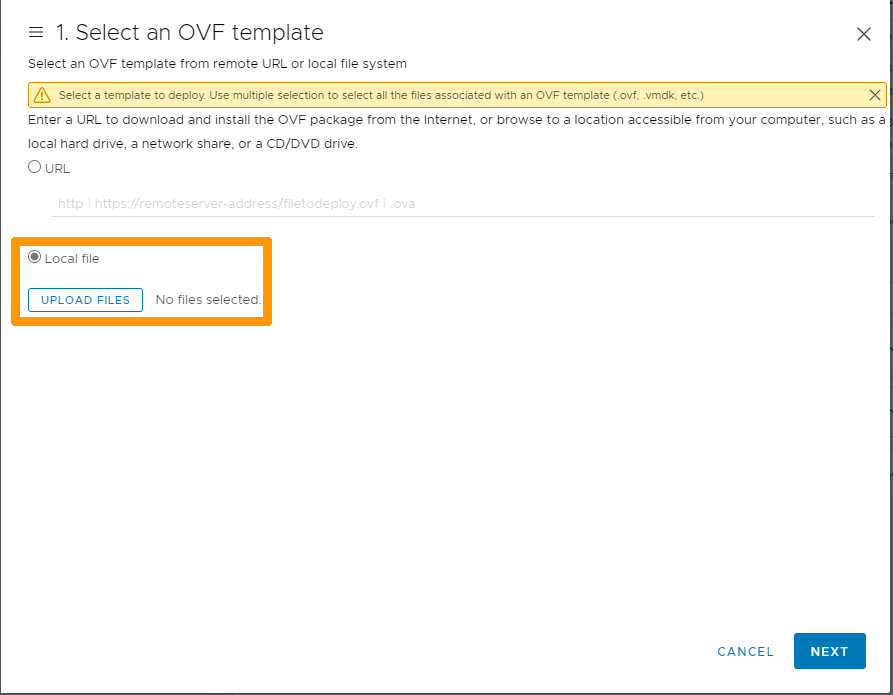 1. Select an OVF template
Select an OVF template from remote URL or local file system
Select a template to deploy. Use multiple selection to select all the files associated with an OVF template (.ovf, .vmdk, etc.)
Enter a URL to download and install the OVF package from the Internet, or browse to a location accessible from your computer, such as a
local hard drive, a network share, or a CD/DVD drive.
URL
http | https://remoteserver-address/filetodeploy.ovf | .ova
Local file
UPLOAD FILES No files selected.
CANCEL NEXT